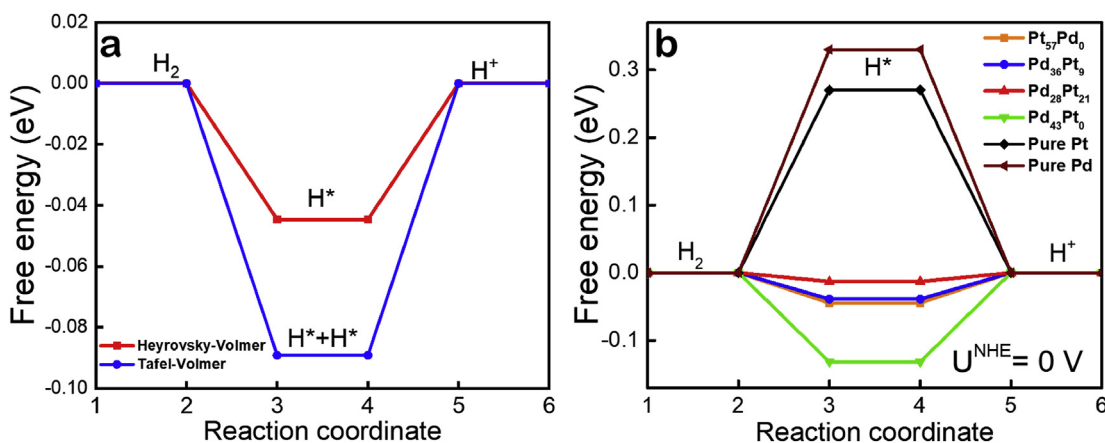 a
0.02
0.00
-0.02
-0.04
-0.06
-0.08
-0.10
Free energy (eV)
H₂
H⁺
H*
H*+H*
Heyrovsky-Volmer
Tafel-Volmer
1 2 3 4 5 6
Reaction coordinate
b
0.3
0.2
0.1
0.0
-0.1
Free energy (eV)
H*
Pt₅₇Pd₀
Pd₃₆Pt₉
Pd₂₈Pt₂₁
Pd₄₃Pt₀
Pure Pt
Pure Pd
H₂
H⁺
Uᴺᴴᴱ= 0 V
1 2 3 4 5 6
Reaction coordinate